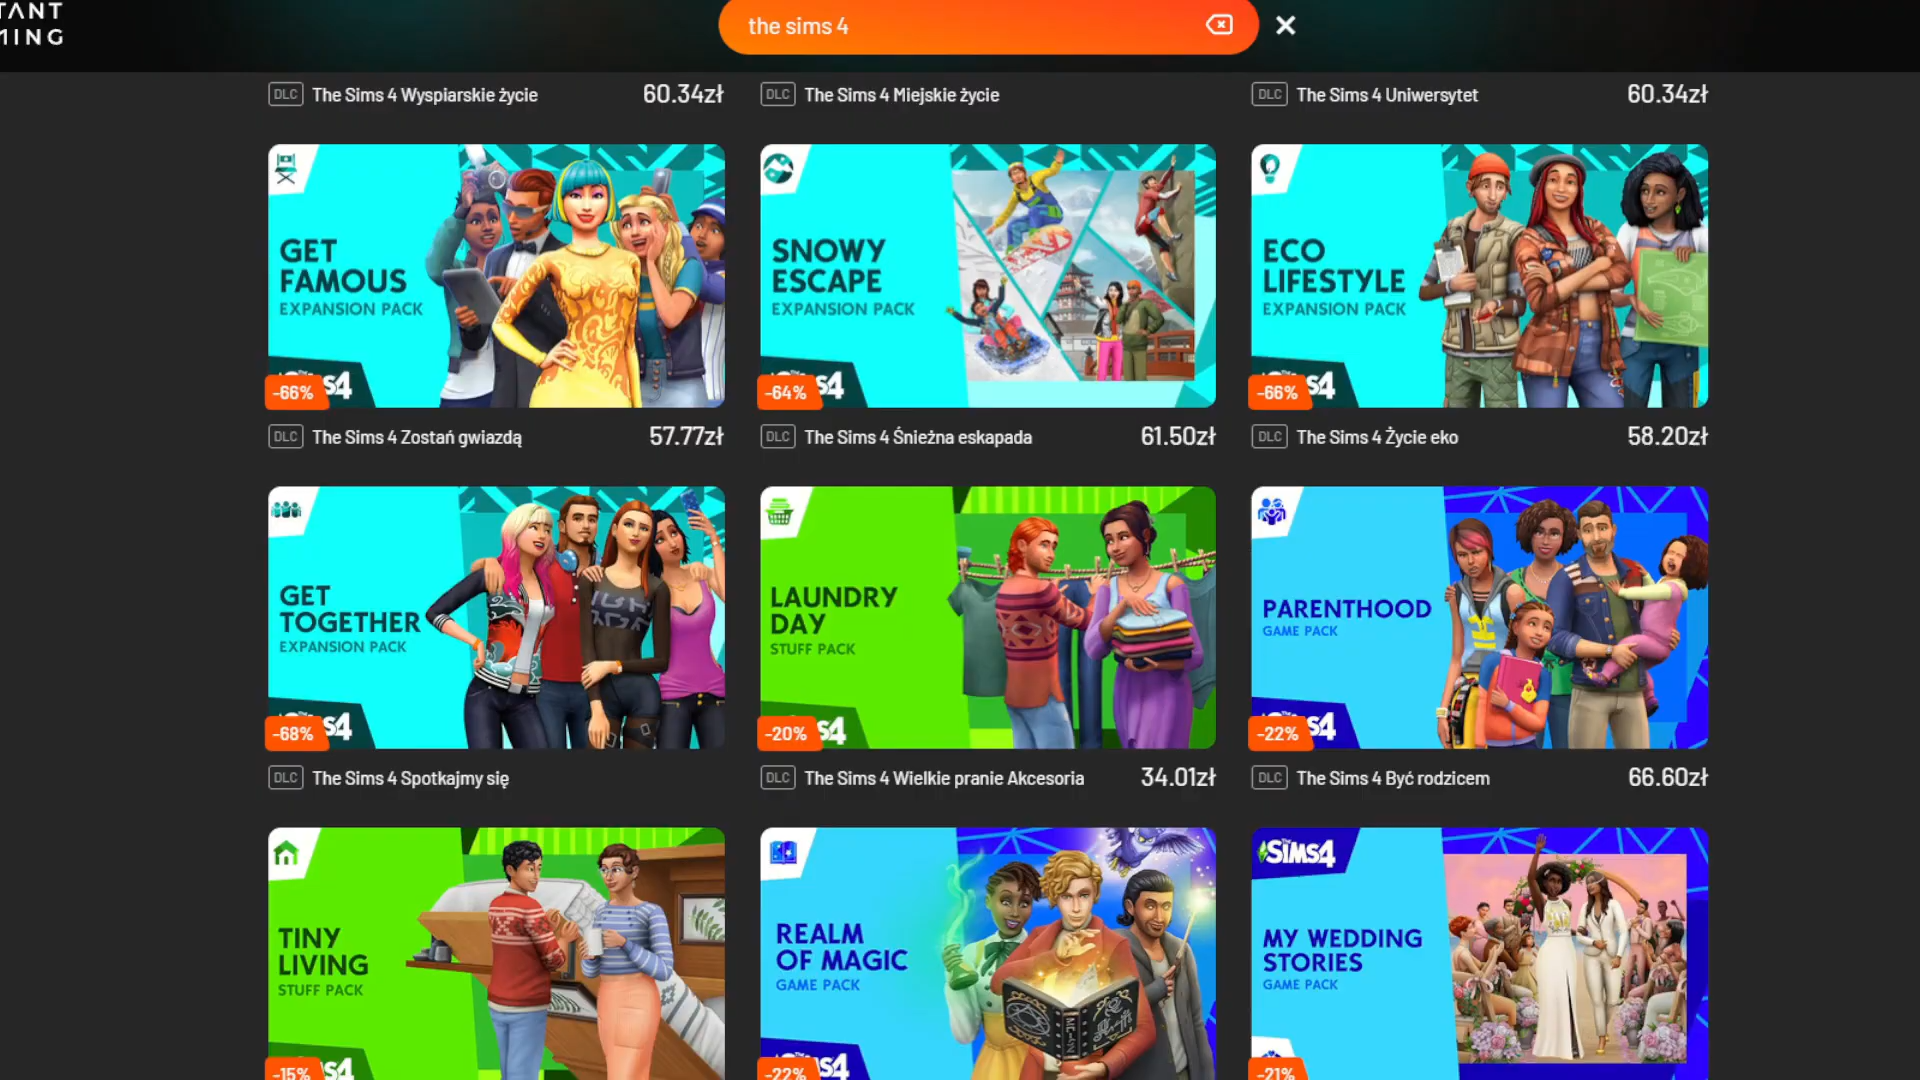 TANT
MING
the sims 4
DLC The Sims 4 Wyspiarskie życie 60.34zł
DLC The Sims 4 Miejskie życie
DLC The Sims 4 Uniwersytet 60.34zł
GET
FAMOUS
EXPANSION PACK
-66%
S4
SNOWY
ESCAPE
EXPANSION PACK
-64%
S4
ECO
LIFESTYLE
EXPANSION PACK
-66%
S4
DLC The Sims 4 Zostań gwiazdą 57.77zł
DLC The Sims 4 Śnieżna eskapada 61.50zł
DLC The Sims 4 Życie eko 58.20zł
GET
TOGETHER
EXPANSION PACK
-68%
S4
LAUNDRY
DAY
STUFF PACK
-20%
S4
PARENTHOOD
GAME PACK
-22%
S4
DLC The Sims 4 Spotkajmy się
DLC The Sims 4 Wielkie pranie Akcesoria 34.01zł
DLC The Sims 4 Być rodzicem 66.60zł
TINY
LIVING
STUFF PACK
-15%
S4
REALM
OF MAGIC
GAME PACK
-22%
S4
THE SIMS 4
MY WEDDING
STORIES
GAME PACK
-21%